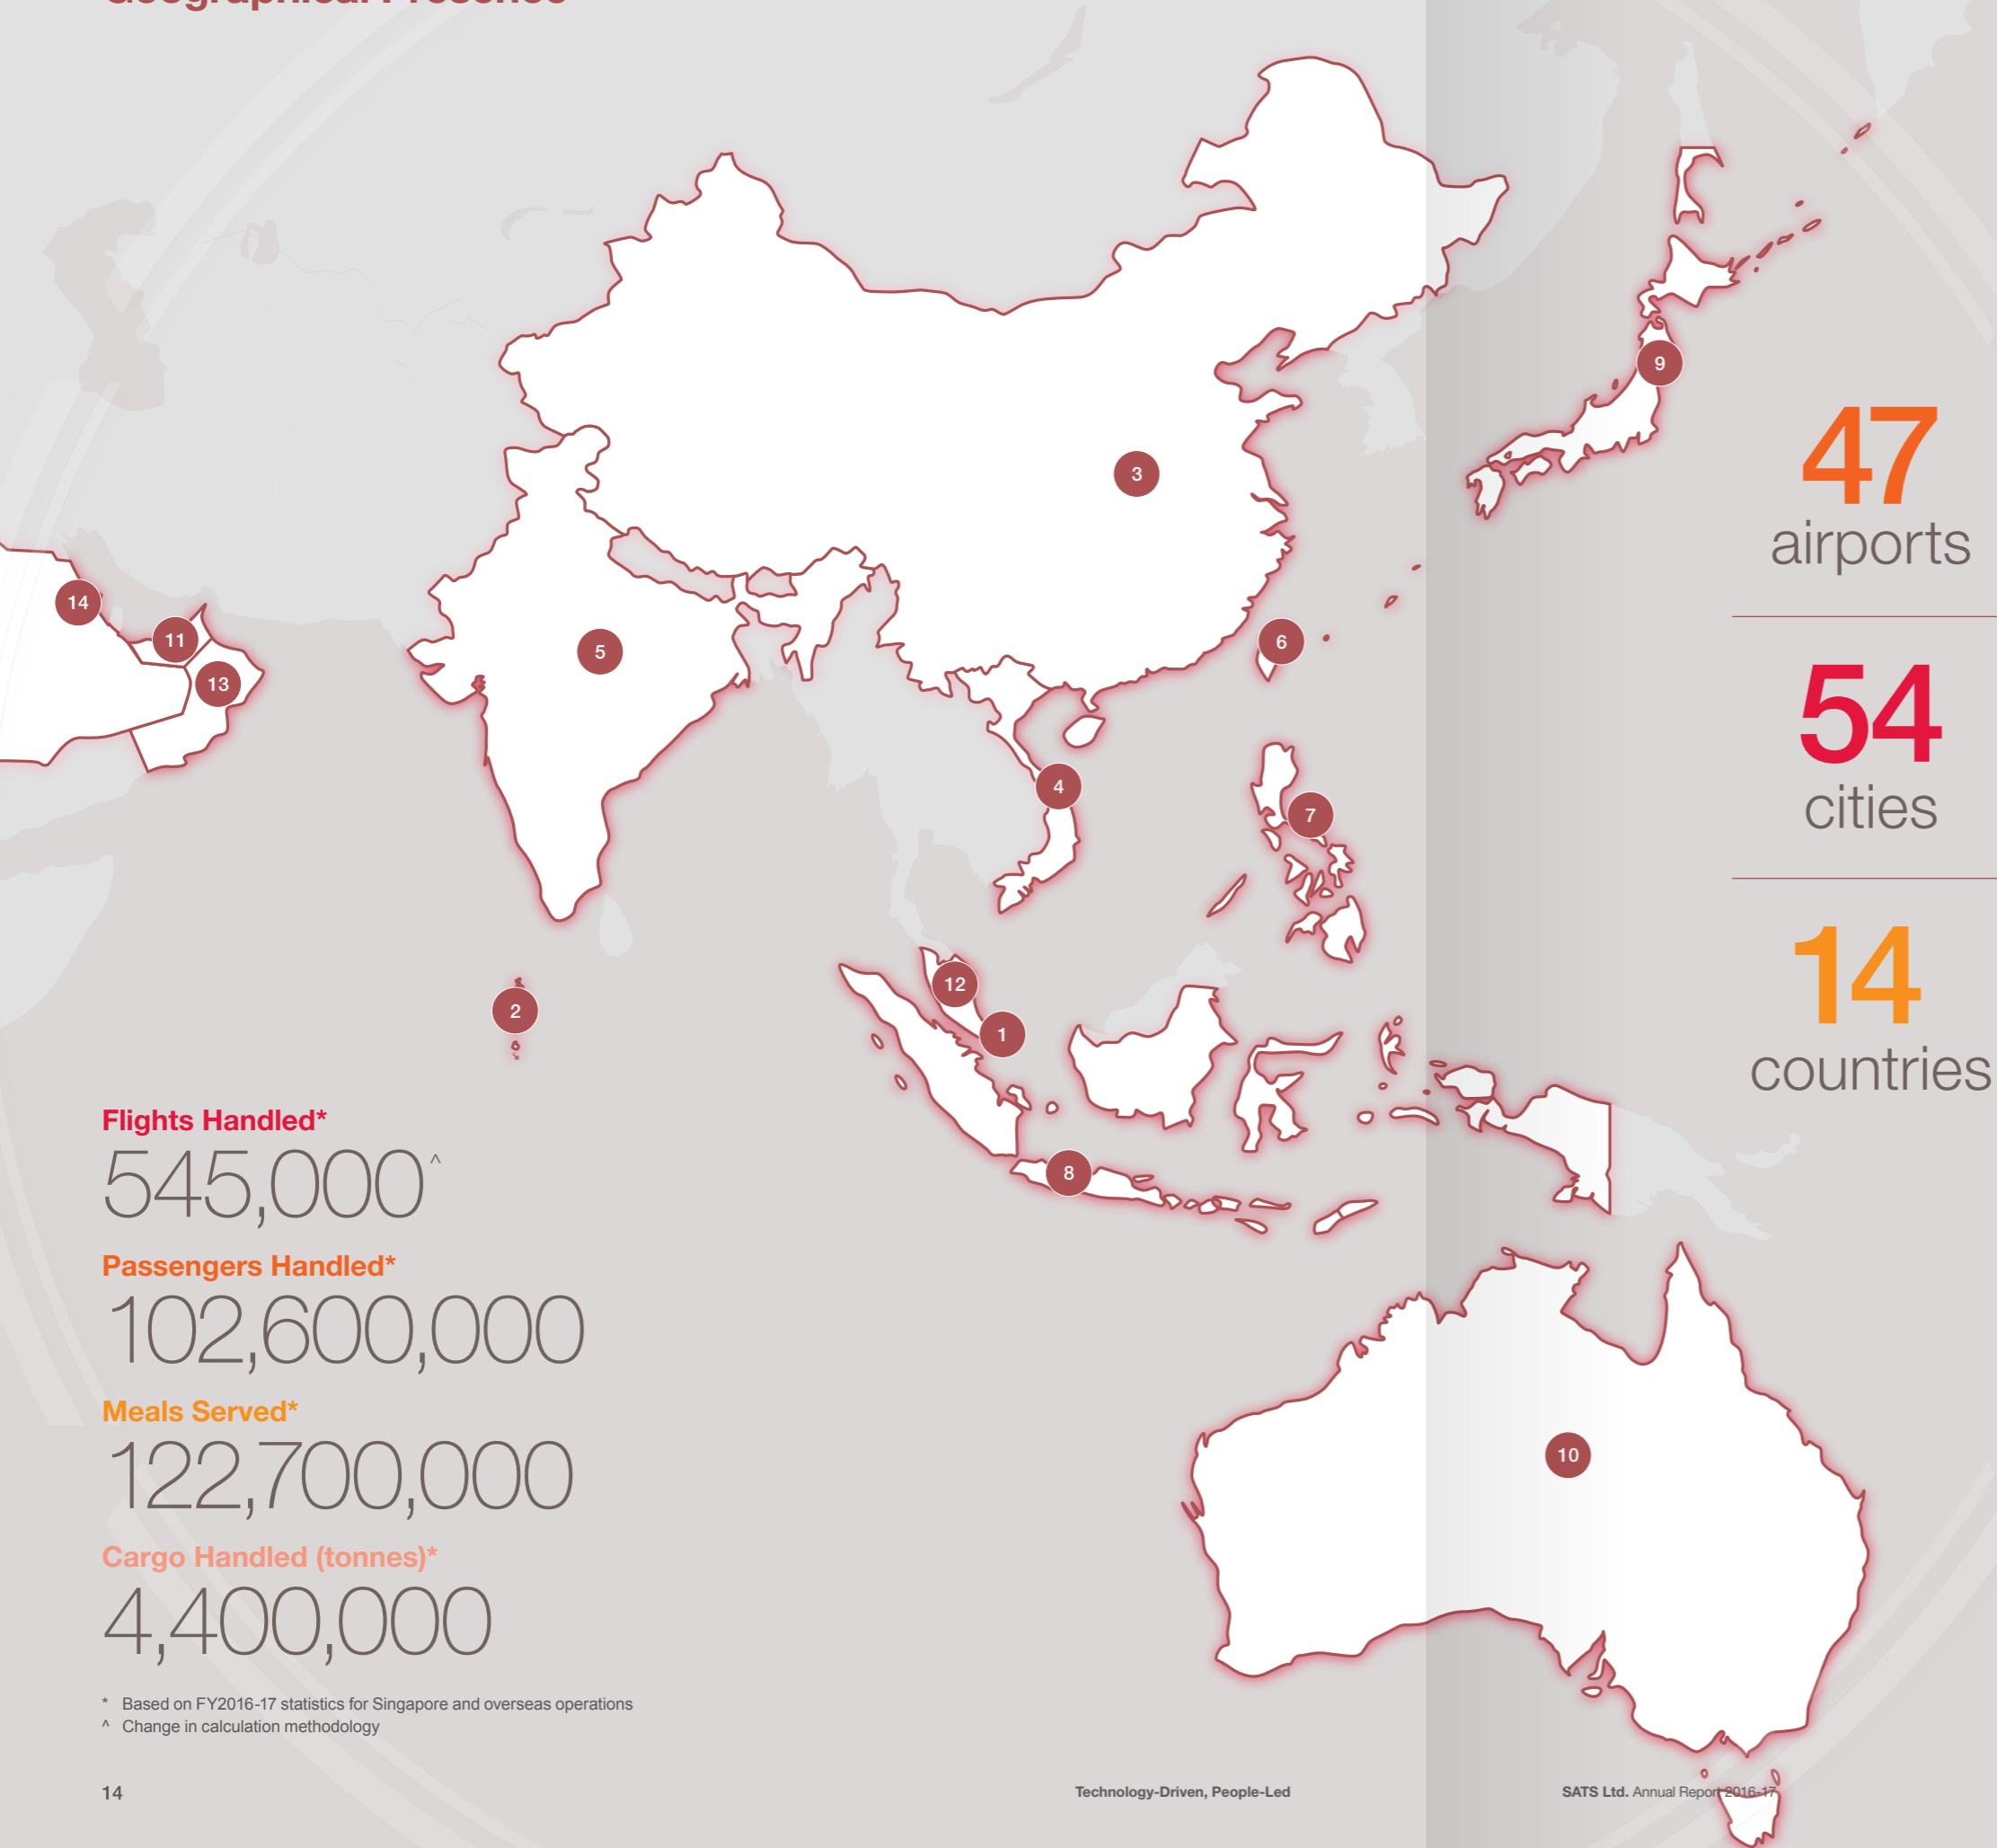 Geographical Presence
3
9
14
11
13
5
6
4
7
12
2
1
8
10
47
airports
54
cities
14
countries
Flights Handled*
545,000^
Passengers Handled*
102,600,000
Meals Served*
122,700,000
Cargo Handled (tonnes)*
4,400,000
* Based on FY2016-17 statistics for Singapore and overseas operations
^ Change in calculation methodology
14
Technology-Driven, People-Led
SATS Ltd. Annual Report 2016-17